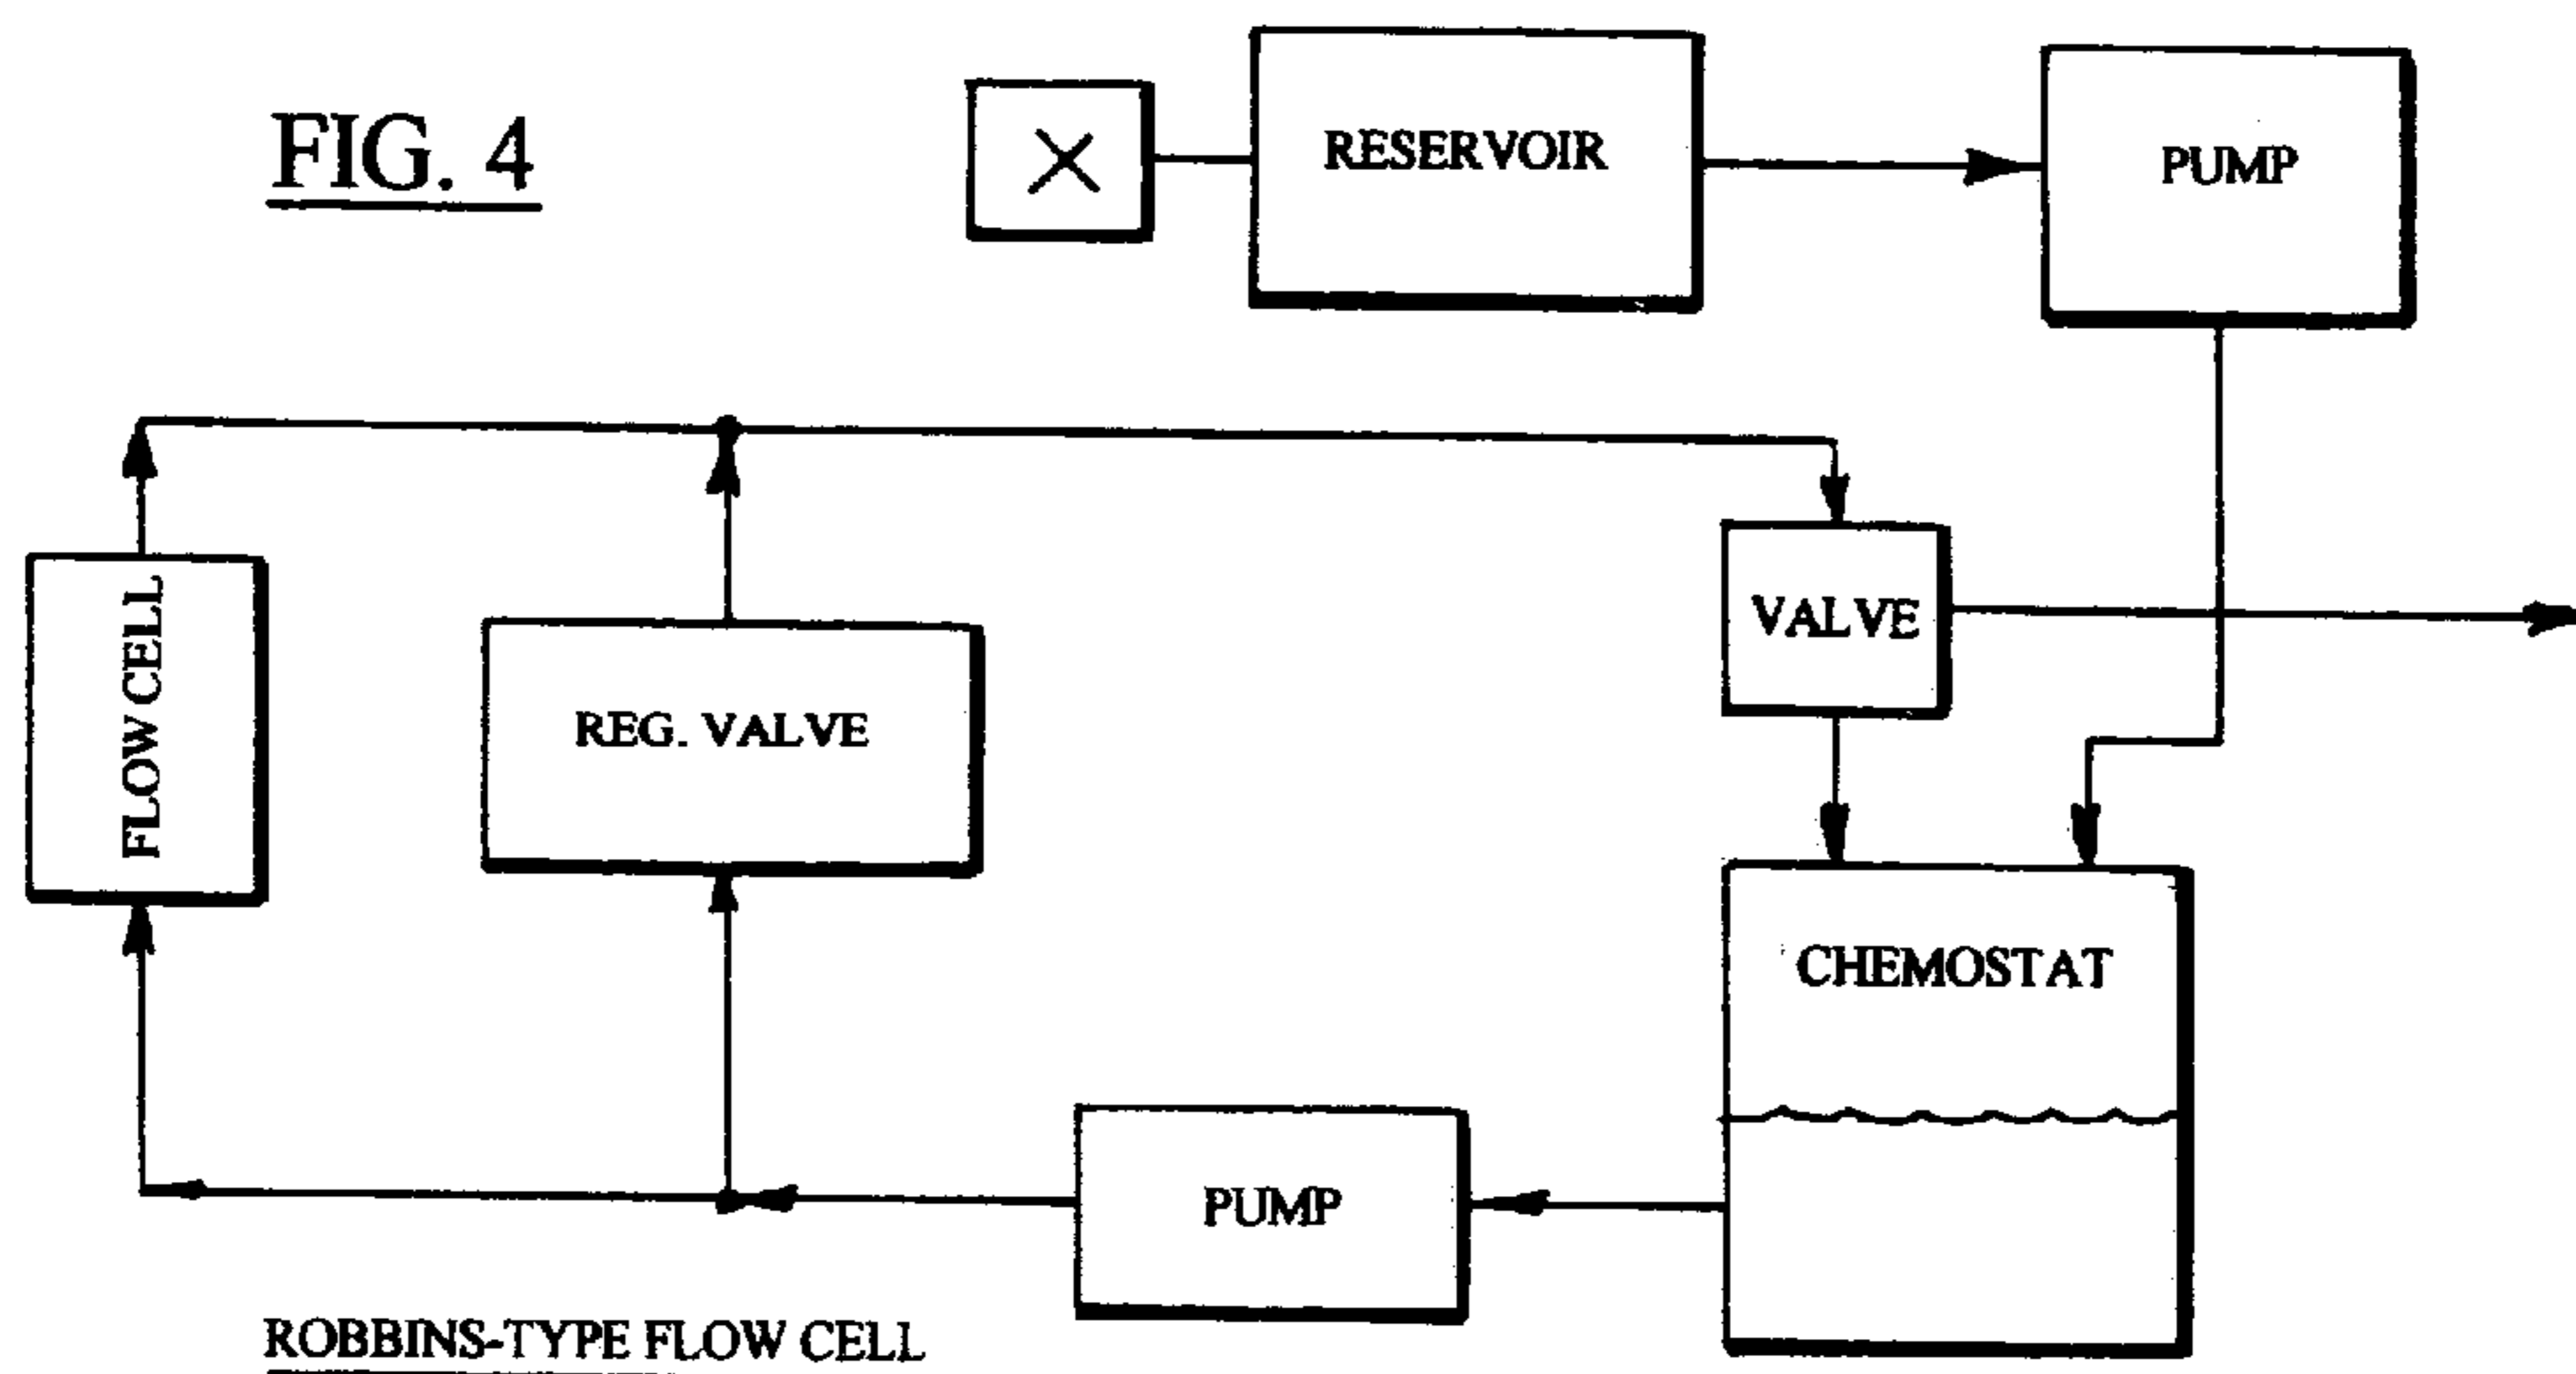 FIG. 4
X
RESERVOIR
PUMP
FLOW CELL
REG. VALVE
VALVE
CHEMOSTAT
PUMP
ROBBINS-TYPE FLOW CELL